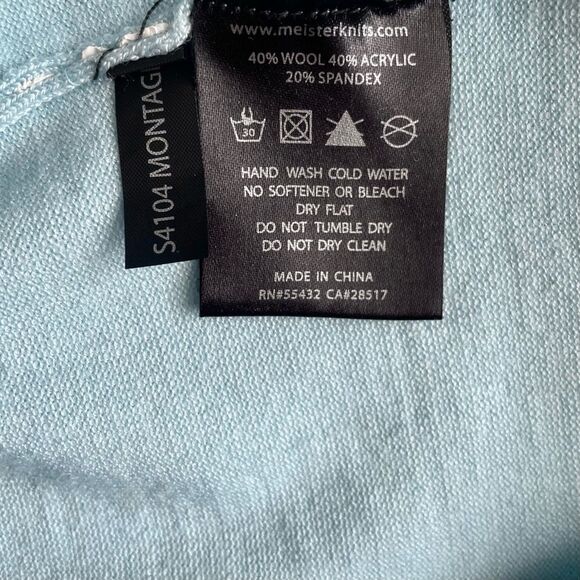 www.meisterknits.com
40% WOOL 40% ACRYLIC
20% SPANDEX
30
HAND WASH COLD WATER
NO SOFTENER OR BLEACH
DRY FLAT
DO NOT TUMBLE DRY
DO NOT DRY CLEAN
MADE IN CHINA
RN#55432 CA#28517
S4104 MONTAG